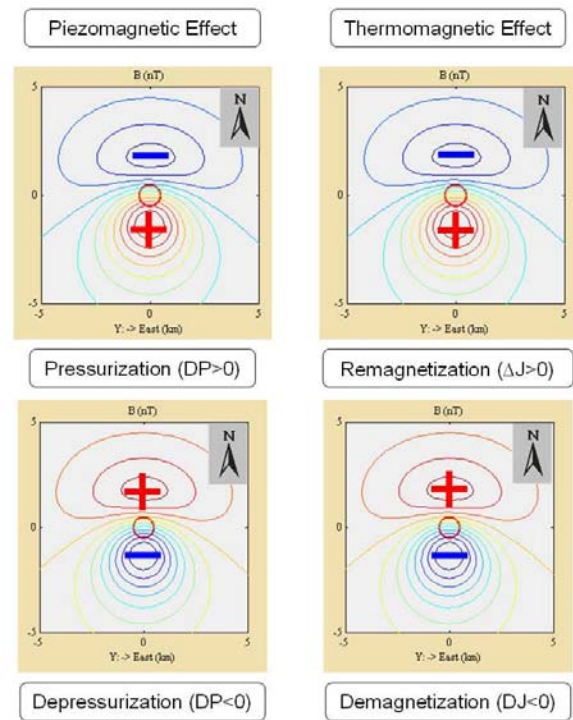 Piezomagnetic Effect
Thermomagnetic Effect
B (nT)
5
N
0
-5
-5 0 5
Y: -> East (km)
B (nT)
5
N
0
-5
-5 0 5
Y: -> East (km)
Pressurization (DP>0)
Remagnetization (ΔJ>0)
B (nT)
5
N
0
-5
-5 0 5
Y: -> East (km)
B (nT)
5
N
0
-5
-5 0 5
Y: -> East (km)
Depressurization (DP<0)
Demagnetization (DJ<0)